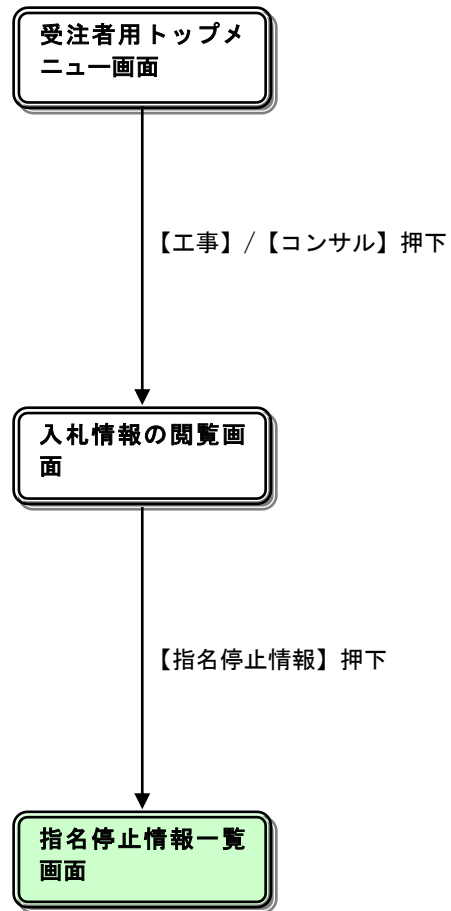 受注者用トップメ
ニュー画面
【工事】/【コンサル】押下
入札情報の閲覧画
面
【指名停止情報】押下
指名停止情報一覧
画面